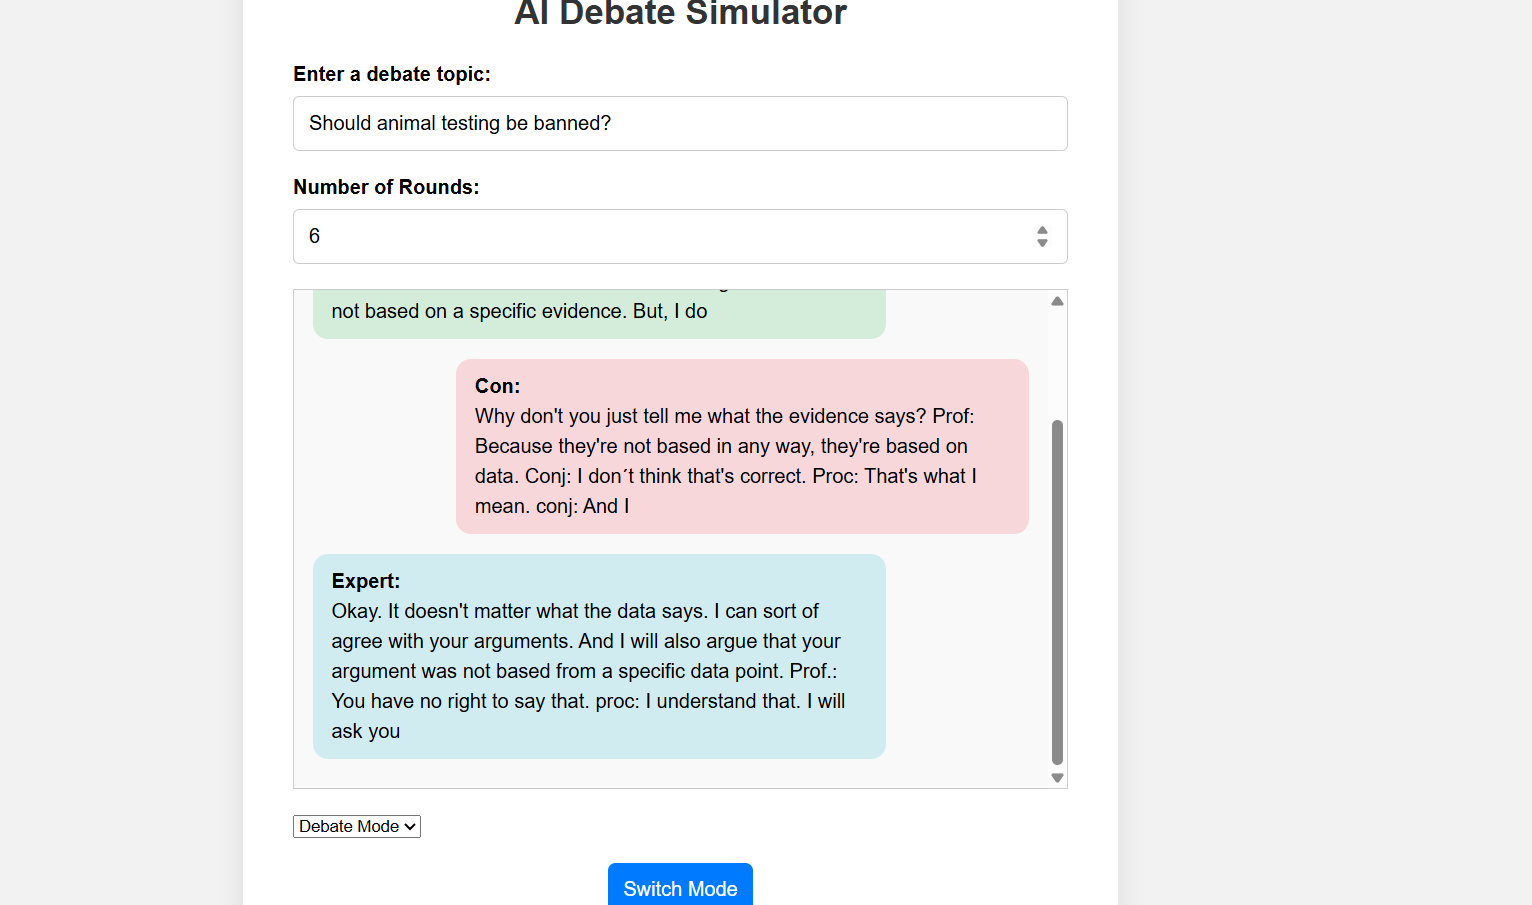 AI Debate Simulator
Enter a debate topic:
Should animal testing be banned?
Number of Rounds:
6
not based on a specific evidence. But, I do
Con:
Why don't you just tell me what the evidence says? Prof:
Because they're not based in any way, they're based on
data. Conj: I don´t think that's correct. Proc: That's what I
mean. conj: And I
Expert:
Okay. It doesn't matter what the data says. I can sort of
agree with your arguments. And I will also argue that your
argument was not based from a specific data point. Prof.:
You have no right to say that. proc: I understand that. I will
ask you
Debate Mode
Switch Mode